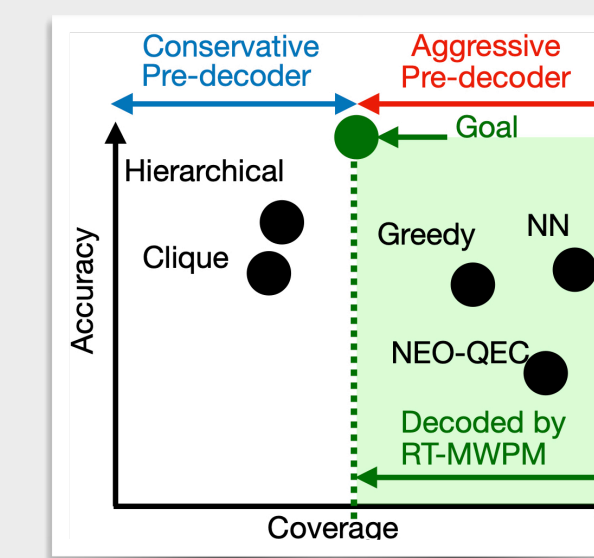 Conservative
Pre-decoder
Aggressive
Pre-decoder
Goal
Hierarchical
Clique
Greedy
NN
NEO-QEC
Accuracy
Decoded by
RT-MWPM
Coverage